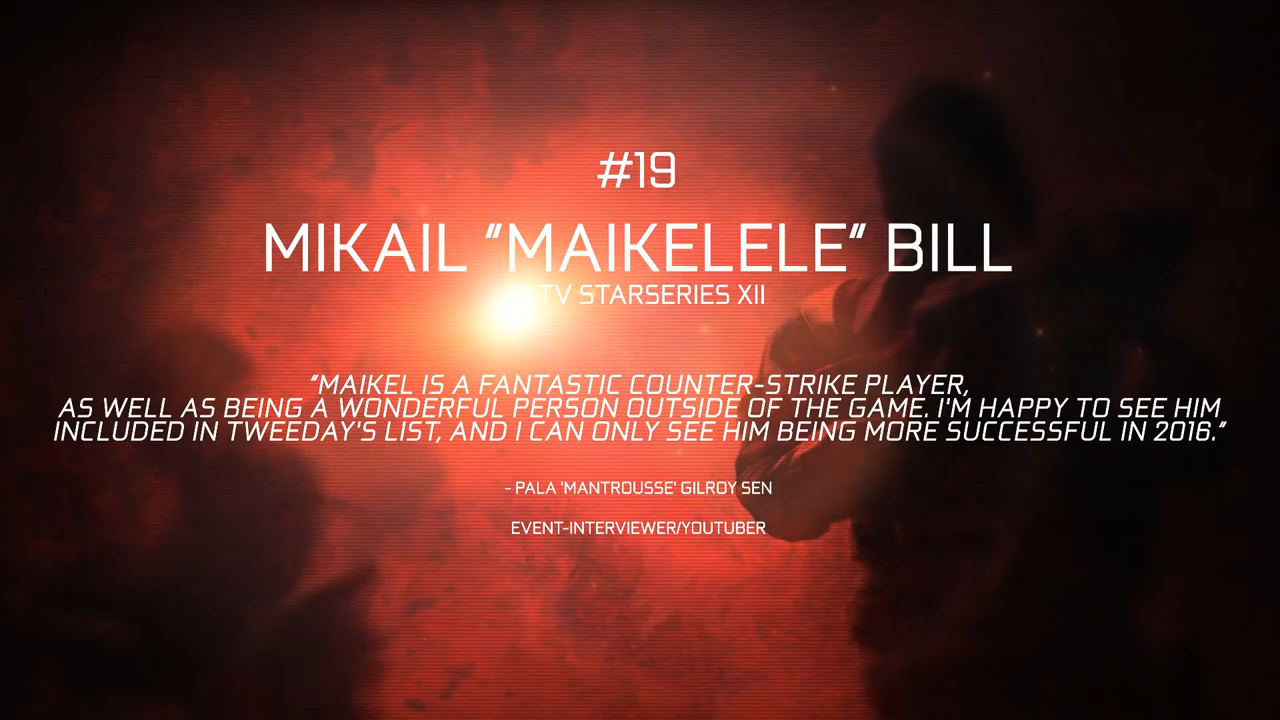 #19
MIKAIL "MAIKELELE" BILL
TV STARSERIES XII
"MAIKEL IS A FANTASTIC COUNTER-STRIKE PLAYER,
AS WELL AS BEING A WONDERFUL PERSON OUTSIDE OF THE GAME. I'M HAPPY TO SEE HIM
INCLUDED IN TWEEDAY'S LIST, AND I CAN ONLY SEE HIM BEING MORE SUCCESSFUL IN 2016."
- PALA 'MANTROUSSE' GILROY SEN
EVENT-INTERVIEWER/YOUTUBER